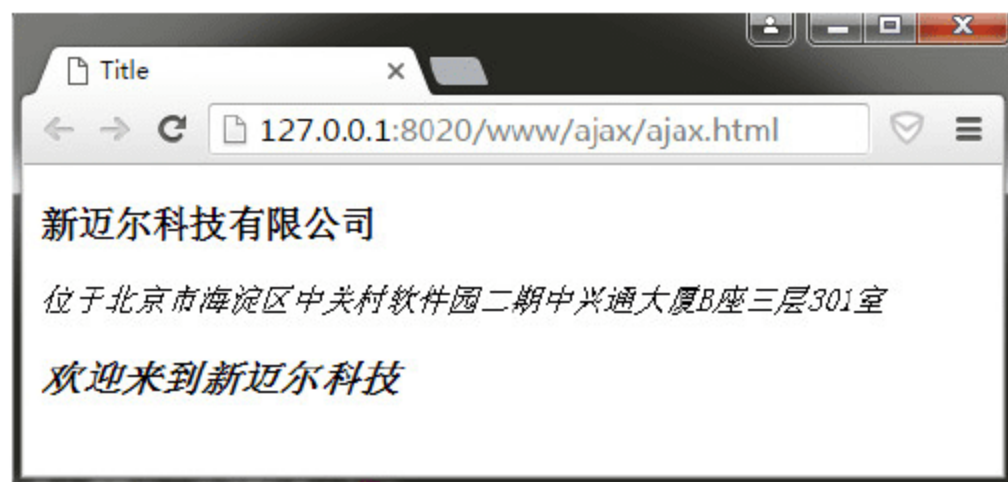 Title
127.0.0.1:8020/www/ajax/ajax.html
新迈尔科技有限公司
位于北京市海淀区中关村软件园二期中兴通大厦B座三层301室
欢迎来到新迈尔科技